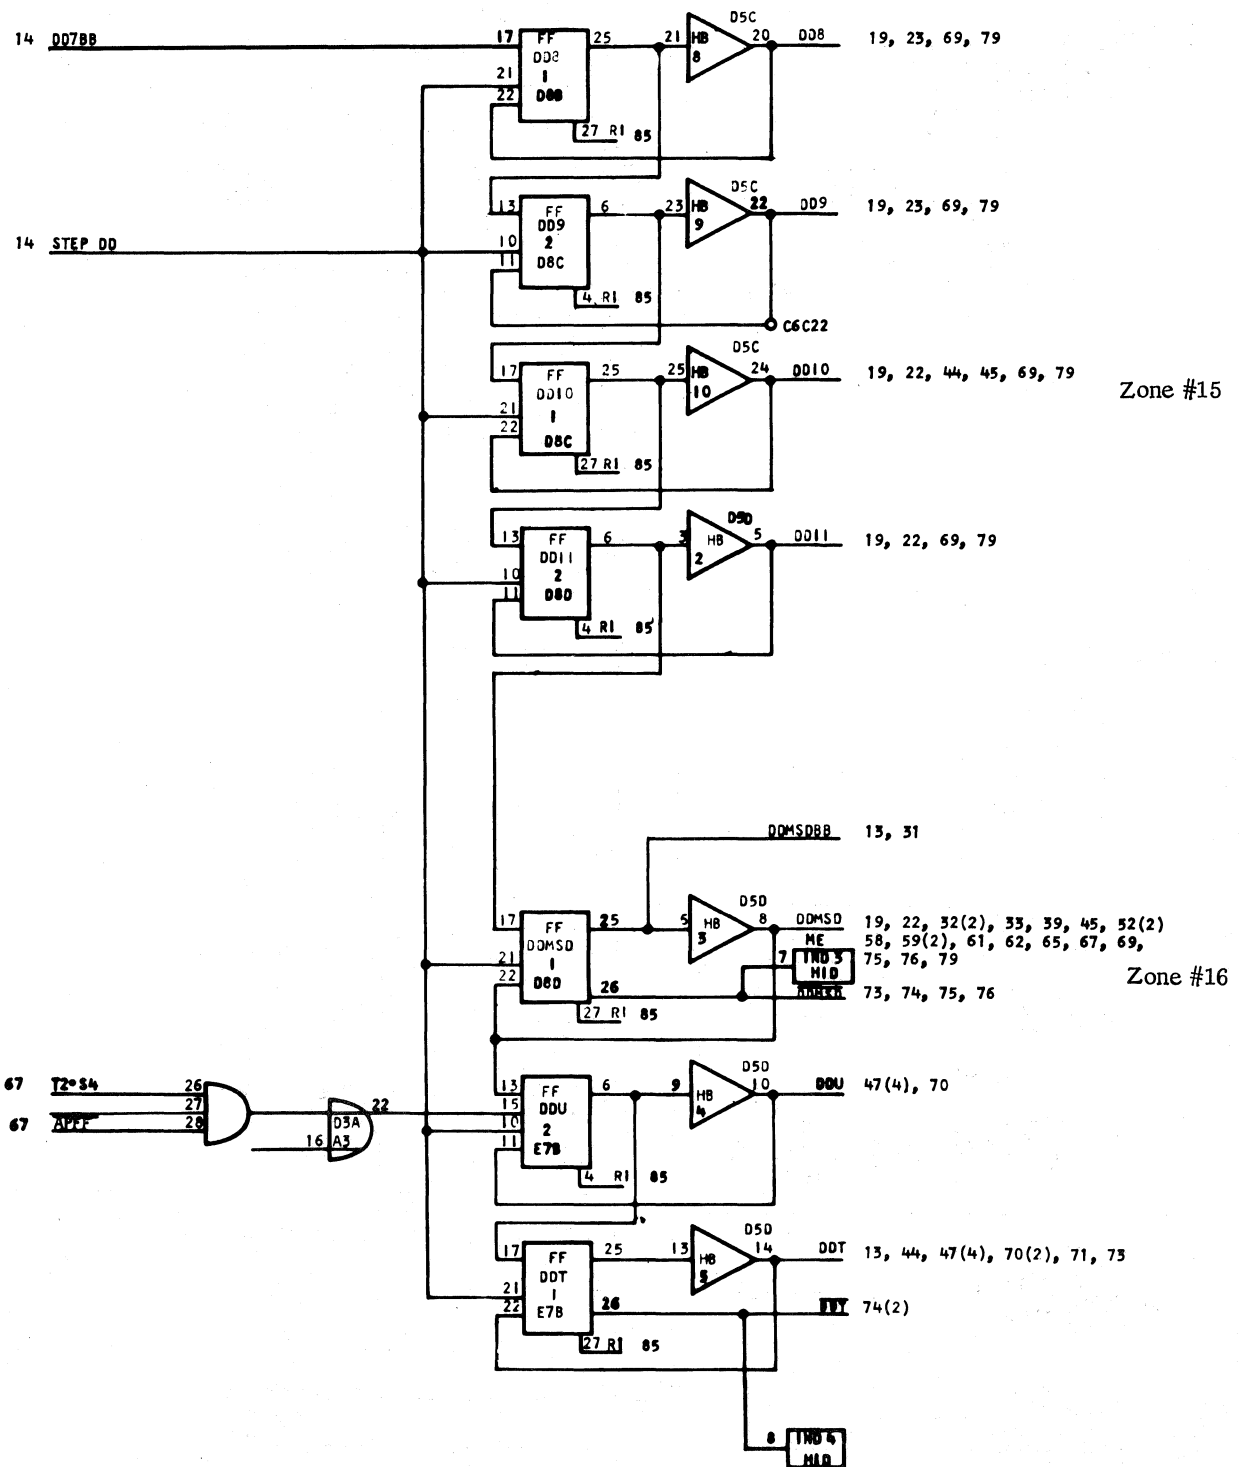 D5C
14 DD7BB 17 FF 25 21 HB 20 DD8 19, 23, 69, 79
DD8 8
21 1
22 D8B
27 RI 85
D5C
13 FF 6 23 HB 22 DD9 19, 23, 69, 79
DD9 9
14 STEP DD 10 2
11 D8C
4 RI 85
C6C22
D5C
17 FF 25 25 HB 24 DD10 19, 22, 44, 45, 69, 79
DD10 10 Zone #15
21 1
22 D8C
27 RI 85
D5D
13 FF 6 3 HB 5 DD11 19, 22, 69, 79
DD11 2
10 2
11 D8D
4 RI 85
DDMSDBB 13, 31
D5D
17 FF 25 HB 8 DDMSD 19, 22, 32(2), 33, 39, 45, 52(2)
DDMSD 3 ME 58, 59(2), 61, 62, 65, 67, 69,
21 1 7 IND 3 75, 76, 79
22 D8D MID Zone #16
26 73, 74, 75, 76
27 RI 85
D5D
67 T2•S4 26 13 FF 6 9 HB 10 DDU 47(4), 70
27 22 15 DDU 4
67 APFF 28 D3A 10 2
16 A3 11 E7B
4 RI 85
D5D
17 FF 25 13 HB 14 DDT 13, 44, 47(4), 70(2), 71, 73
DDT 5
21 1
22 E7B 26 DDT 74(2)
27 RI 85
8 IND 4
MID